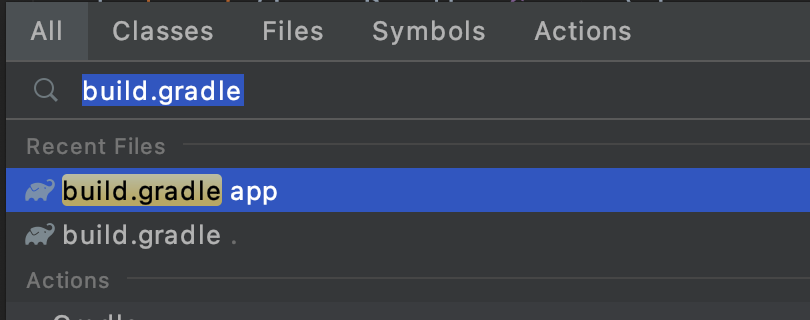 All Classes Files Symbols Actions
build.gradle
Recent Files
build.gradle app
build.gradle .
Actions